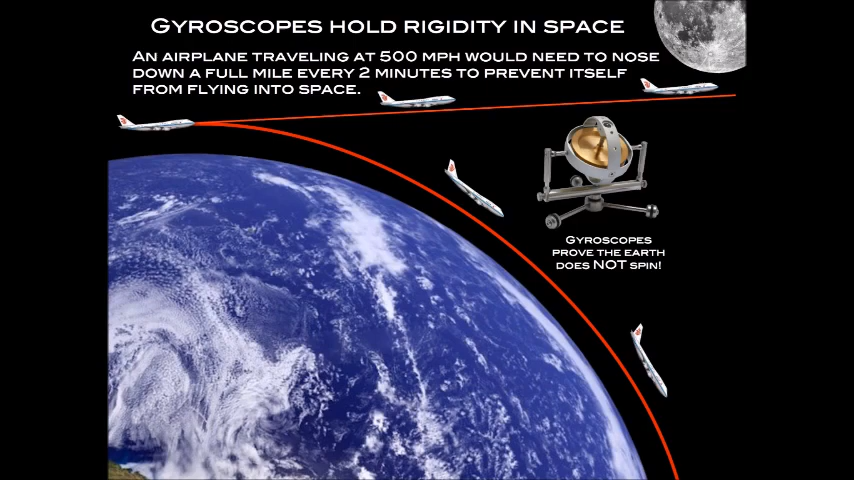 Gyroscopes hold rigidity in space
An airplane traveling at 500 mph would need to nose
down a full mile every 2 minutes to prevent itself
from flying into space.
Gyroscopes
prove the earth
does NOT spin!